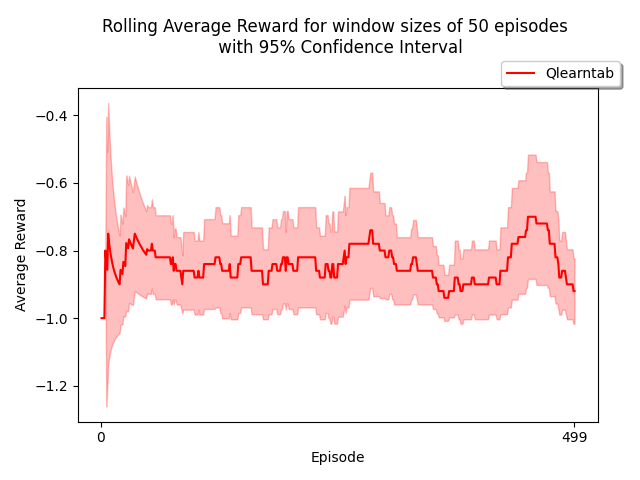 Rolling Average Reward for window sizes of 50 episodes
with 95% Confidence Interval
Qlearntab
−0.4
−0.6
−0.8
−1.0
−1.2
Average Reward
0
499
Episode